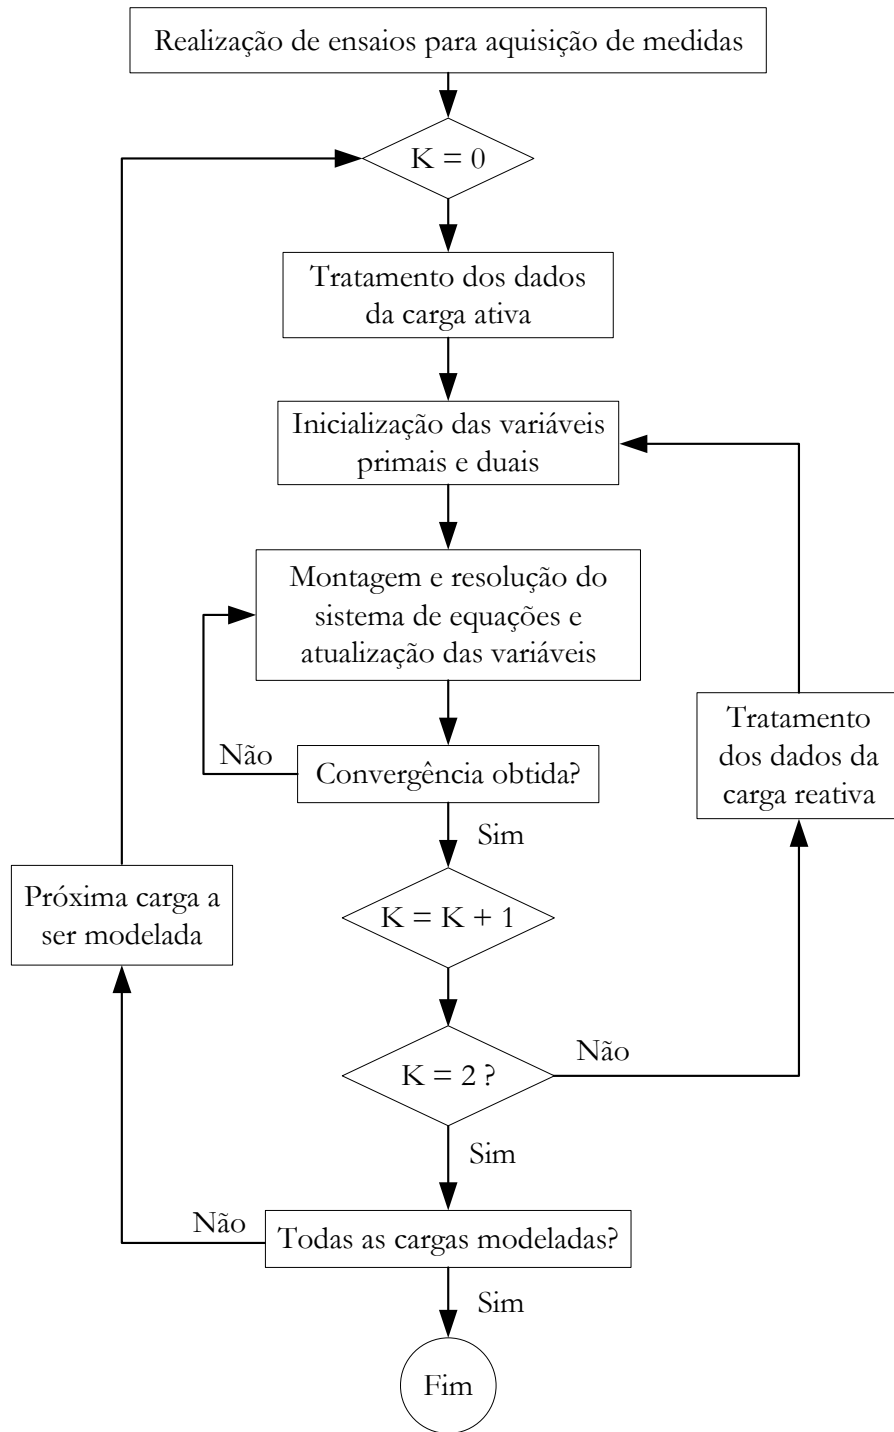 Realização de ensaios para aquisição de medidas
K = 0
Tratamento dos dados
da carga ativa
Inicialização das variáveis
primais e duais
Montagem e resolução do
sistema de equações e
atualização das variáveis
Tratamento
dos dados da
carga reativa
Não
Convergência obtida?
Sim
Próxima carga a
ser modelada
K = K + 1
K = 2 ?
Não
Sim
Não
Todas as cargas modeladas?
Sim
Fim